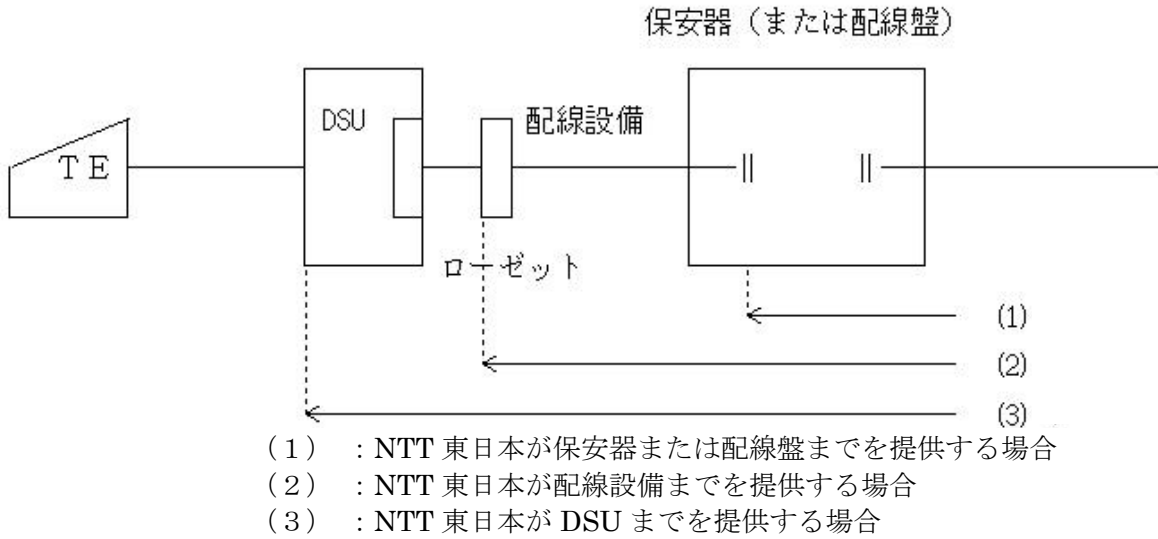 保安器（または配線盤）
DSU
配線設備
ＴＥ
ローゼット
(1)
(2)
(3)
（１）　：NTT 東日本が保安器または配線盤までを提供する場合
（２）　：NTT 東日本が配線設備までを提供する場合
（３）　：NTT 東日本が DSU までを提供する場合